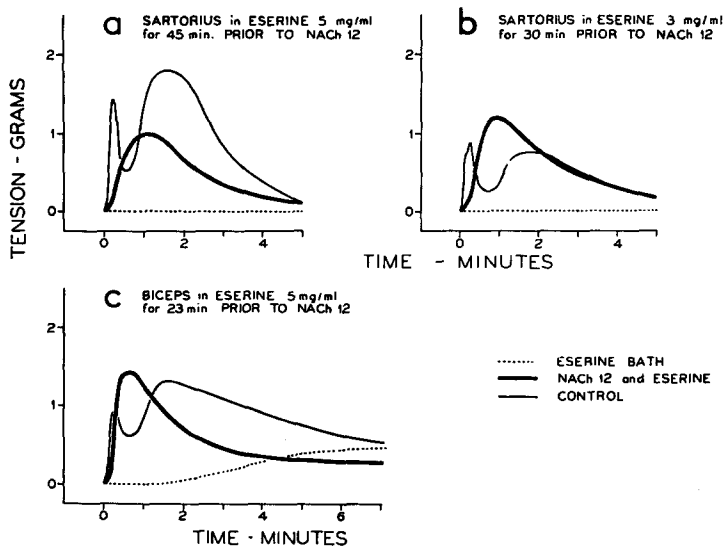 a SARTORIUS in ESERINE 5 mg/ml
for 45 min. PRIOR TO NACh 12
b SARTORIUS in ESERINE 3 mg/ml
for 30 min PRIOR TO NACh 12
TENSION - GRAMS
2
1
0
0 2 4
2
1
0
0 2 4
TIME - MINUTES
c BICEPS in ESERINE 5 mg/ml
for 23 min PRIOR TO NACh 12
2
1
0
0 2 4 6
TIME - MINUTES
ESERINE BATH
NACh 12 and ESERINE
CONTROL